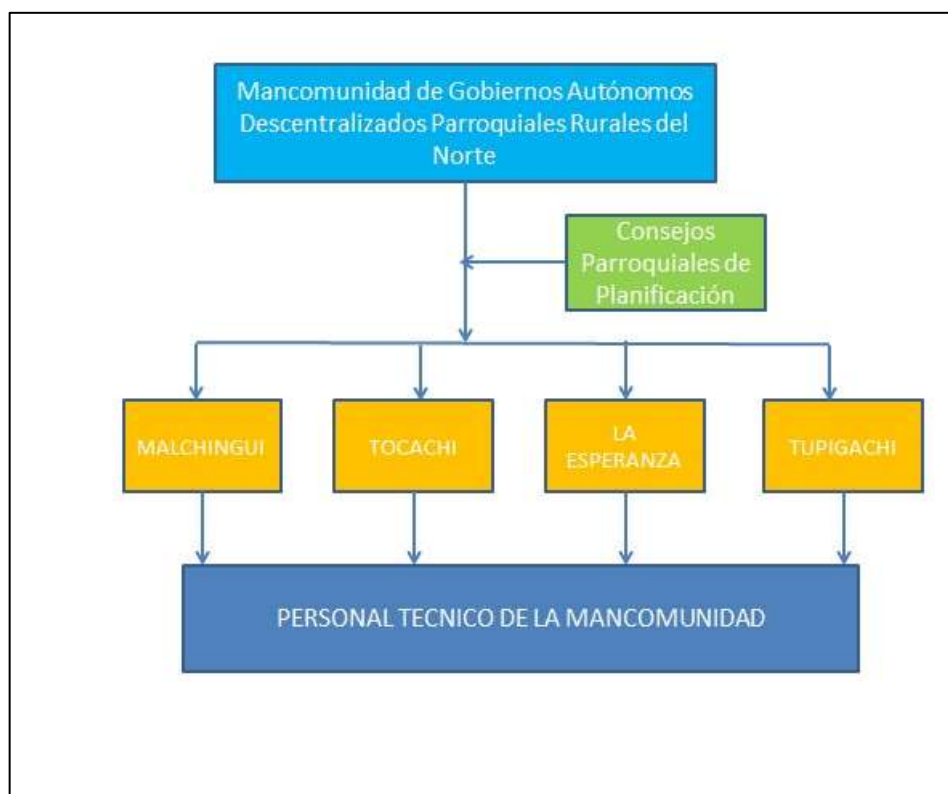 Mancomunidad de Gobiernos Autónomos
Descentralizados Parroquiales Rurales del
Norte
Consejos
Parroquiales de
Planificación
MALCHINGUI
TOCACHI
LA
ESPERANZA
TUPIGACHI
PERSONAL TECNICO DE LA MANCOMUNIDAD